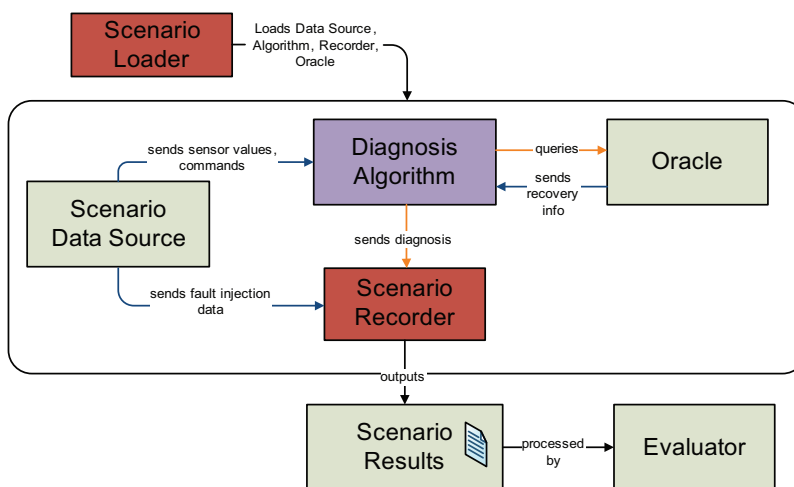 Scenario
Loader
Loads Data Source,
Algorithm, Recorder,
Oracle
sends sensor values,
commands
Diagnosis
Algorithm
queries
sends
recovery
info
Oracle
Scenario
Data Source
sends diagnosis
sends fault injection
data
Scenario
Recorder
outputs
Scenario
Results
processed
by
Evaluator